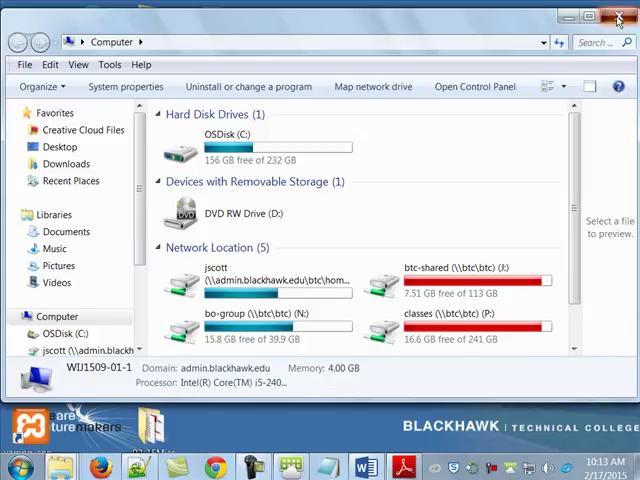 Computer
Search ...
File Edit View Tools Help
Organize System properties Uninstall or change a program Map network drive Open Control Panel
Favorites
Creative Cloud Files
Desktop
Downloads
Recent Places
Libraries
Documents
Music
Pictures
Videos
Computer
OSDisk (C:)
jscott (\\admin.blackh
Hard Disk Drives (1)
OSDisk (C:)
156 GB free of 232 GB
Devices with Removable Storage (1)
DVD
DVD RW Drive (D:)
Network Location (5)
jscott
(\\admin.blackhawk.edu\btc\hom...
btc-shared (\\btc\btc) (J:)
7.51 GB free of 113 GB
bo-group (\\btc\btc) (N:)
15.8 GB free of 39.9 GB
classes (\\btc\btc) (P:)
16.6 GB free of 241 GB
Select a file
to preview.
WIJ1509-01-1 Domain: admin.blackhawk.edu Memory: 4.00 GB
Processor: Intel(R) Core(TM) i5-240...
BLACKHAWK TECHNICAL COLLEGE
10:13 AM
2/17/2015